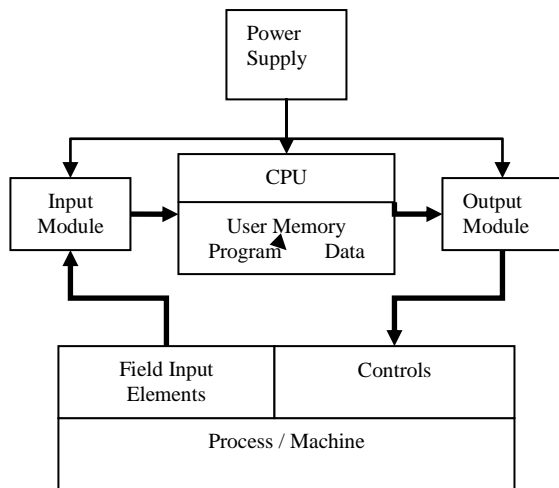 Power
Supply
CPU
Input
Module
User Memory
Program Data
Output
Module
Field Input
Elements
Controls
Process / Machine